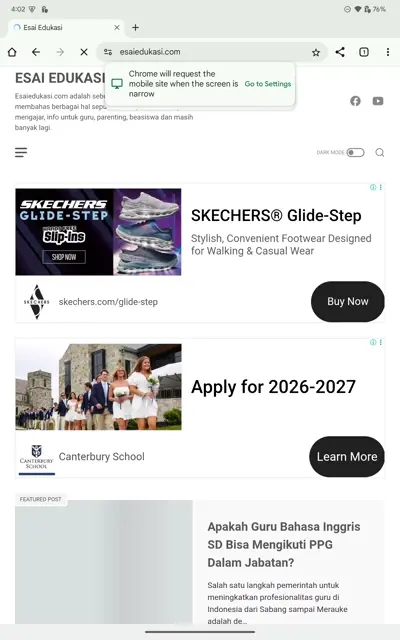 4:02
76%
Esai Edukasi
esaiedukasi.com
1
Chrome will request the
mobile site when the screen is
narrow
Go to Settings
ESAI EDUKASI
Esaiedukasi.com adalah seb
membahas berbagai hal sepu
mengajar, info untuk guru, parenting, beasiswa dan masih
banyak lagi.
DARK MODE
SKECHERS
GLIDE-STEP
Slip-ins
SHOP NOW
SKECHERS® Glide-Step
Stylish, Convenient Footwear Designed
for Walking & Casual Wear
SKECHERS
skechers.com/glide-step
Buy Now
Apply for 2026-2027
CANTERBURY
SCHOOL
Canterbury School
Learn More
FEATURED POST
Apakah Guru Bahasa Inggris
SD Bisa Mengikuti PPG
Dalam Jabatan?
Salah satu langkah pemerintah untuk
meningkatkan profesionalitas guru di
Indonesia dari Sabang sampai Merauke
adalah de...